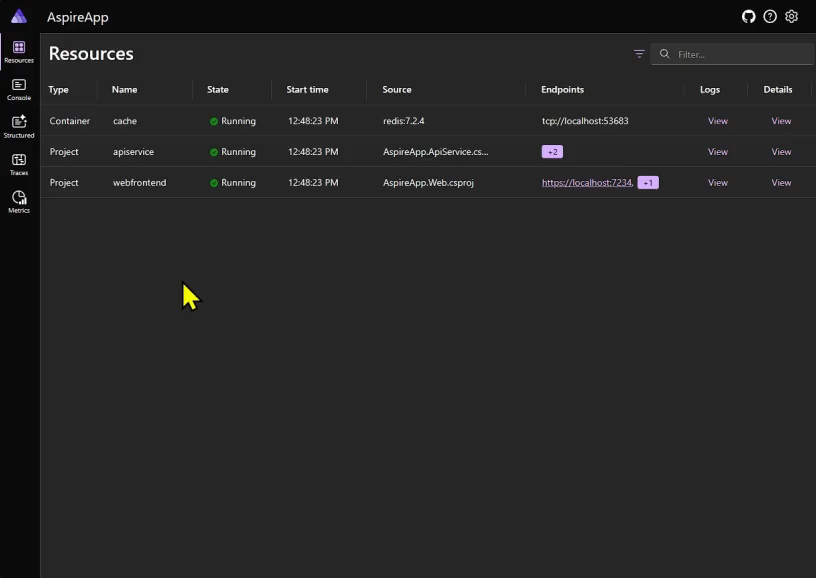 AspireApp
Resources
Resources
Filter...
Console
Structured
Traces
Metrics
Type Name State Start time Source Endpoints Logs Details
Container cache Running 12:48:23 PM redis:7.2.4 tcp://localhost:53683 View View
Project apiservice Running 12:48:23 PM AspireApp.ApiService.cs... +2 View View
Project webfrontend Running 12:48:23 PM AspireApp.Web.csproj https://localhost:7234, +1 View View